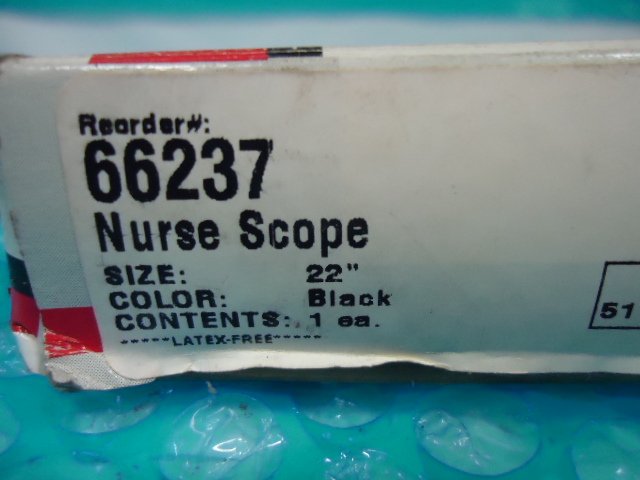 Reorder#:
66237
Nurse Scope
SIZE: 22"
COLOR: Black
CONTENTS: 1 ea.
-----LATEX-FREE-----
51